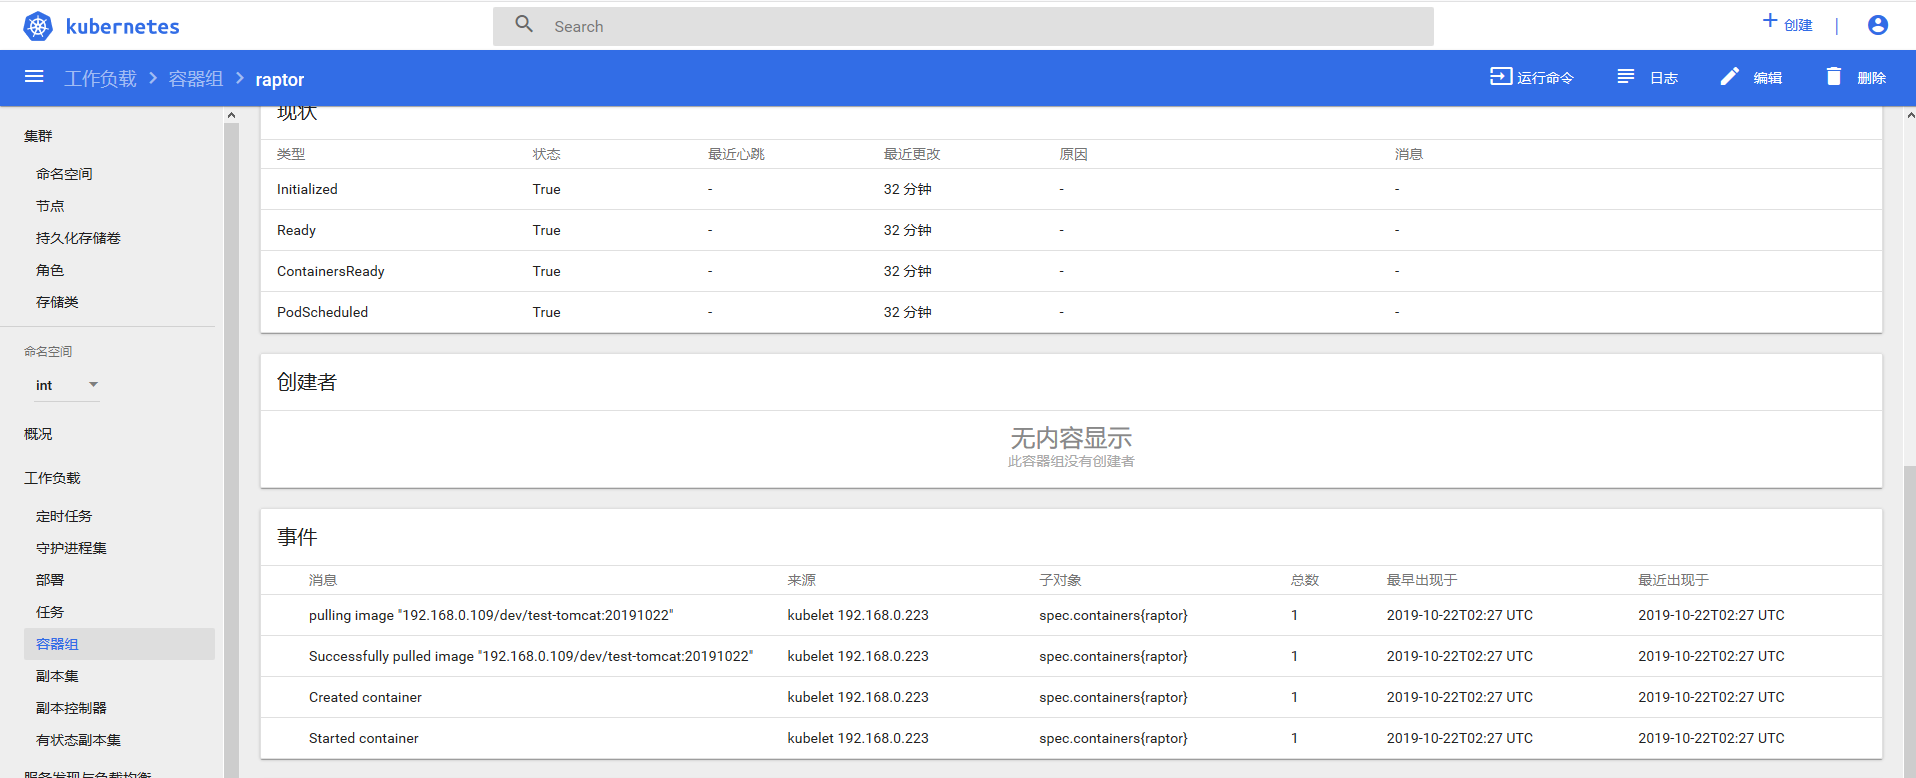 kubernetes
Search
创建
|
工作负载 > 容器组 > raptor
运行命令
日志
编辑
删除
集群
命名空间
节点
持久化存储卷
角色
存储类
命名空间
int
概况
工作负载
定时任务
守护进程集
部署
任务
容器组
副本集
副本控制器
有状态副本集
服务发现与负载均衡
现状
类型 状态 最近心跳 最近更改 原因 消息
Initialized True - 32 分钟 - -
Ready True - 32 分钟 - -
ContainersReady True - 32 分钟 - -
PodScheduled True - 32 分钟 - -
创建者
无内容显示
此容器组没有创建者
事件
消息 来源 子对象 总数 最早出现于 最近出现于
pulling image "192.168.0.109/dev/test-tomcat:20191022" kubelet 192.168.0.223 spec.containers{raptor} 1 2019-10-22T02:27 UTC 2019-10-22T02:27 UTC
Successfully pulled image "192.168.0.109/dev/test-tomcat:20191022" kubelet 192.168.0.223 spec.containers{raptor} 1 2019-10-22T02:27 UTC 2019-10-22T02:27 UTC
Created container kubelet 192.168.0.223 spec.containers{raptor} 1 2019-10-22T02:27 UTC 2019-10-22T02:27 UTC
Started container kubelet 192.168.0.223 spec.containers{raptor} 1 2019-10-22T02:27 UTC 2019-10-22T02:27 UTC